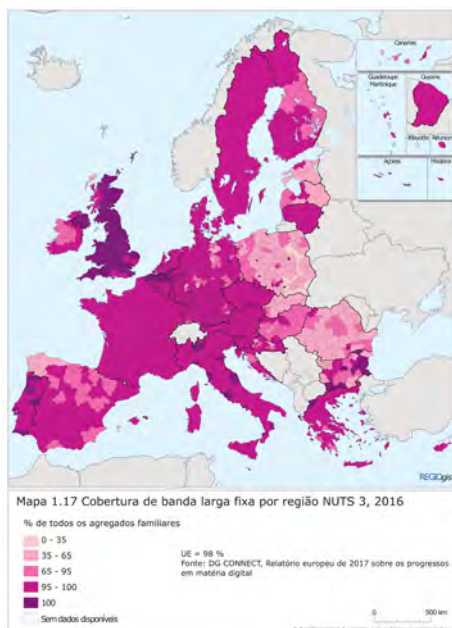 Canarias
Guadeloupe
Martinique
Guyane
Mayotte
Réunion
Açores
Madeira
REGIOgis
Mapa 1.17 Cobertura de banda larga fixa por região NUTS 3, 2016
% de todos os agregados familiares
0 - 35
35 - 65
65 - 95
95 - 100
100
Sem dados disponíveis
UE = 98 %
Fonte: DG CONNECT, Relatório europeu de 2017 sobre os progressos
em matéria digital
0 500 km